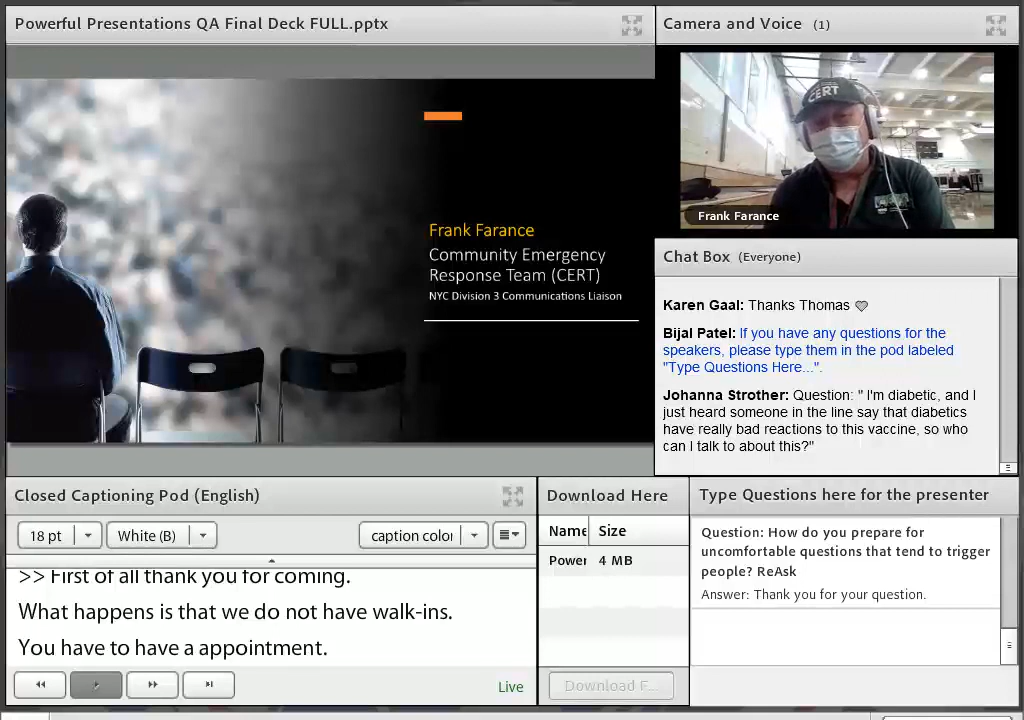 Powerful Presentations QA Final Deck FULL.pptx
Camera and Voice (1)
CERT
Frank Farance
Frank Farance
Community Emergency
Response Team (CERT)
NYC Division 3 Communications Liaison
Chat Box (Everyone)
Karen Gaal: Thanks Thomas
Bijal Patel: If you have any questions for the
speakers, please type them in the pod labeled
"Type Questions Here...".
Johanna Strother: Question: " I'm diabetic, and I
just heard someone in the line say that diabetics
have really bad reactions to this vaccine, so who
can I talk to about this?"
Closed Captioning Pod (English)
18 pt
White (B)
caption color
>> First of all thank you for coming.
What happens is that we do not have walk-ins.
You have to have a appointment.
Live
Download Here
Name Size
Power 4 MB
Download F...
Type Questions here for the presenter
Question: How do you prepare for
uncomfortable questions that tend to trigger
people? ReAsk
Answer: Thank you for your question.